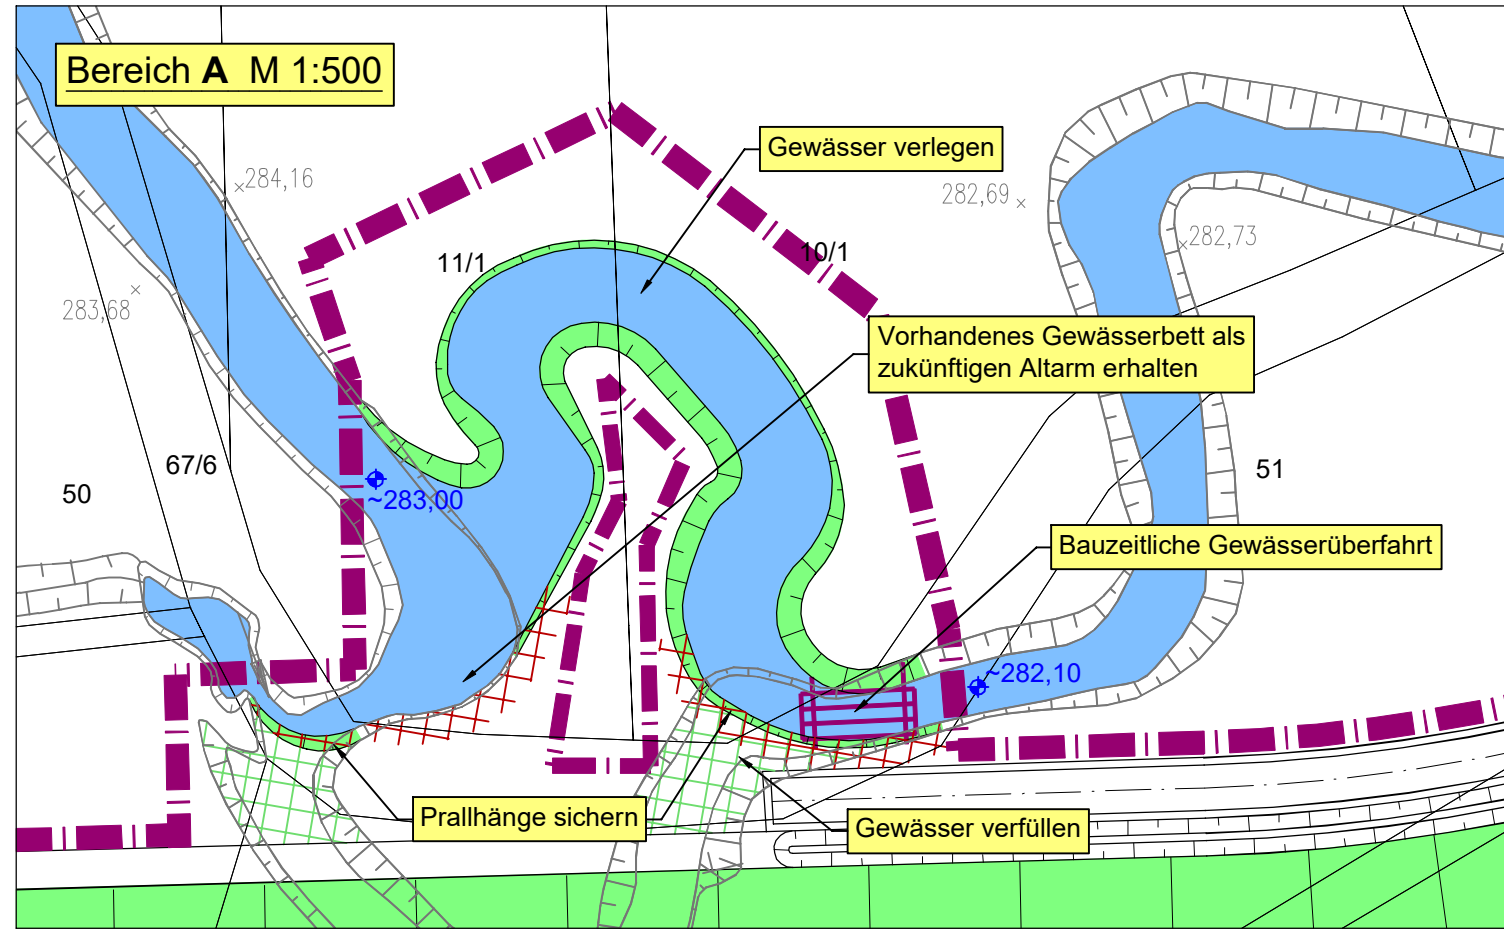 Bereich A M 1:500
Gewässer verlegen
284,16
282,69
282,73
11/1
10/1
283,68
Vorhandenes Gewässerbett als
zukünftigen Altarm erhalten
67/6
50
51
~283,00
Bauzeitliche Gewässerüberfahrt
~282,10
Prallhänge sichern
Gewässer verfüllen